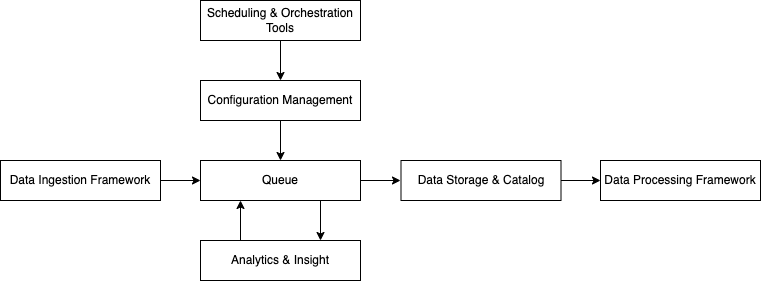 Scheduling & Orchestration
Tools
Configuration Management
Data Ingestion Framework
Queue
Data Storage & Catalog
Data Processing Framework
Analytics & Insight